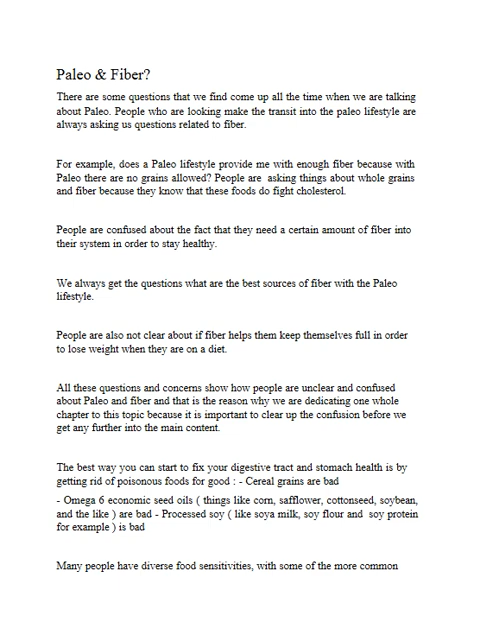 Paleo & Fiber?
There are some questions that we find come up all the time when we are talking
about Paleo. People who are looking make the transit into the paleo lifestyle are
always asking us questions related to fiber.
For example, does a Paleo lifestyle provide me with enough fiber because with
Paleo there are no grains allowed? People are  asking things about whole grains
and fiber because they know that these foods do fight cholesterol.
People are confused about the fact that they need a certain amount of fiber into
their system in order to stay healthy.
We always get the questions what are the best sources of fiber with the Paleo
lifestyle.
People are also not clear about if fiber helps them keep themselves full in order
to lose weight when they are on a diet.
All these questions and concerns show how people are unclear and confused
about Paleo and fiber and that is the reason why we are dedicating one whole
chapter to this topic because it is important to clear up the confusion before we
get any further into the main content.
The best way you can start to fix your digestive tract and stomach health is by
getting rid of poisonous foods for good : - Cereal grains are bad
- Omega 6 economic seed oils ( things like corn, safflower, cottonseed, soybean,
and the like ) are bad - Processed soy ( like soya milk, soy flour and  soy protein
for example ) is bad
Many people have diverse food sensitivities, with some of the more common